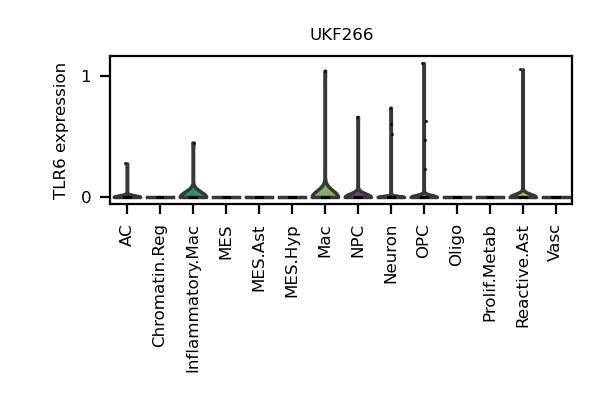 UKF266
TLR6 expression
1
0
AC
Chromatin.Reg
Inflammatory.Mac
MES
MES.Ast
MES.Hyp
Mac
NPC
Neuron
OPC
Oligo
Prolif.Metab
Reactive.Ast
Vasc